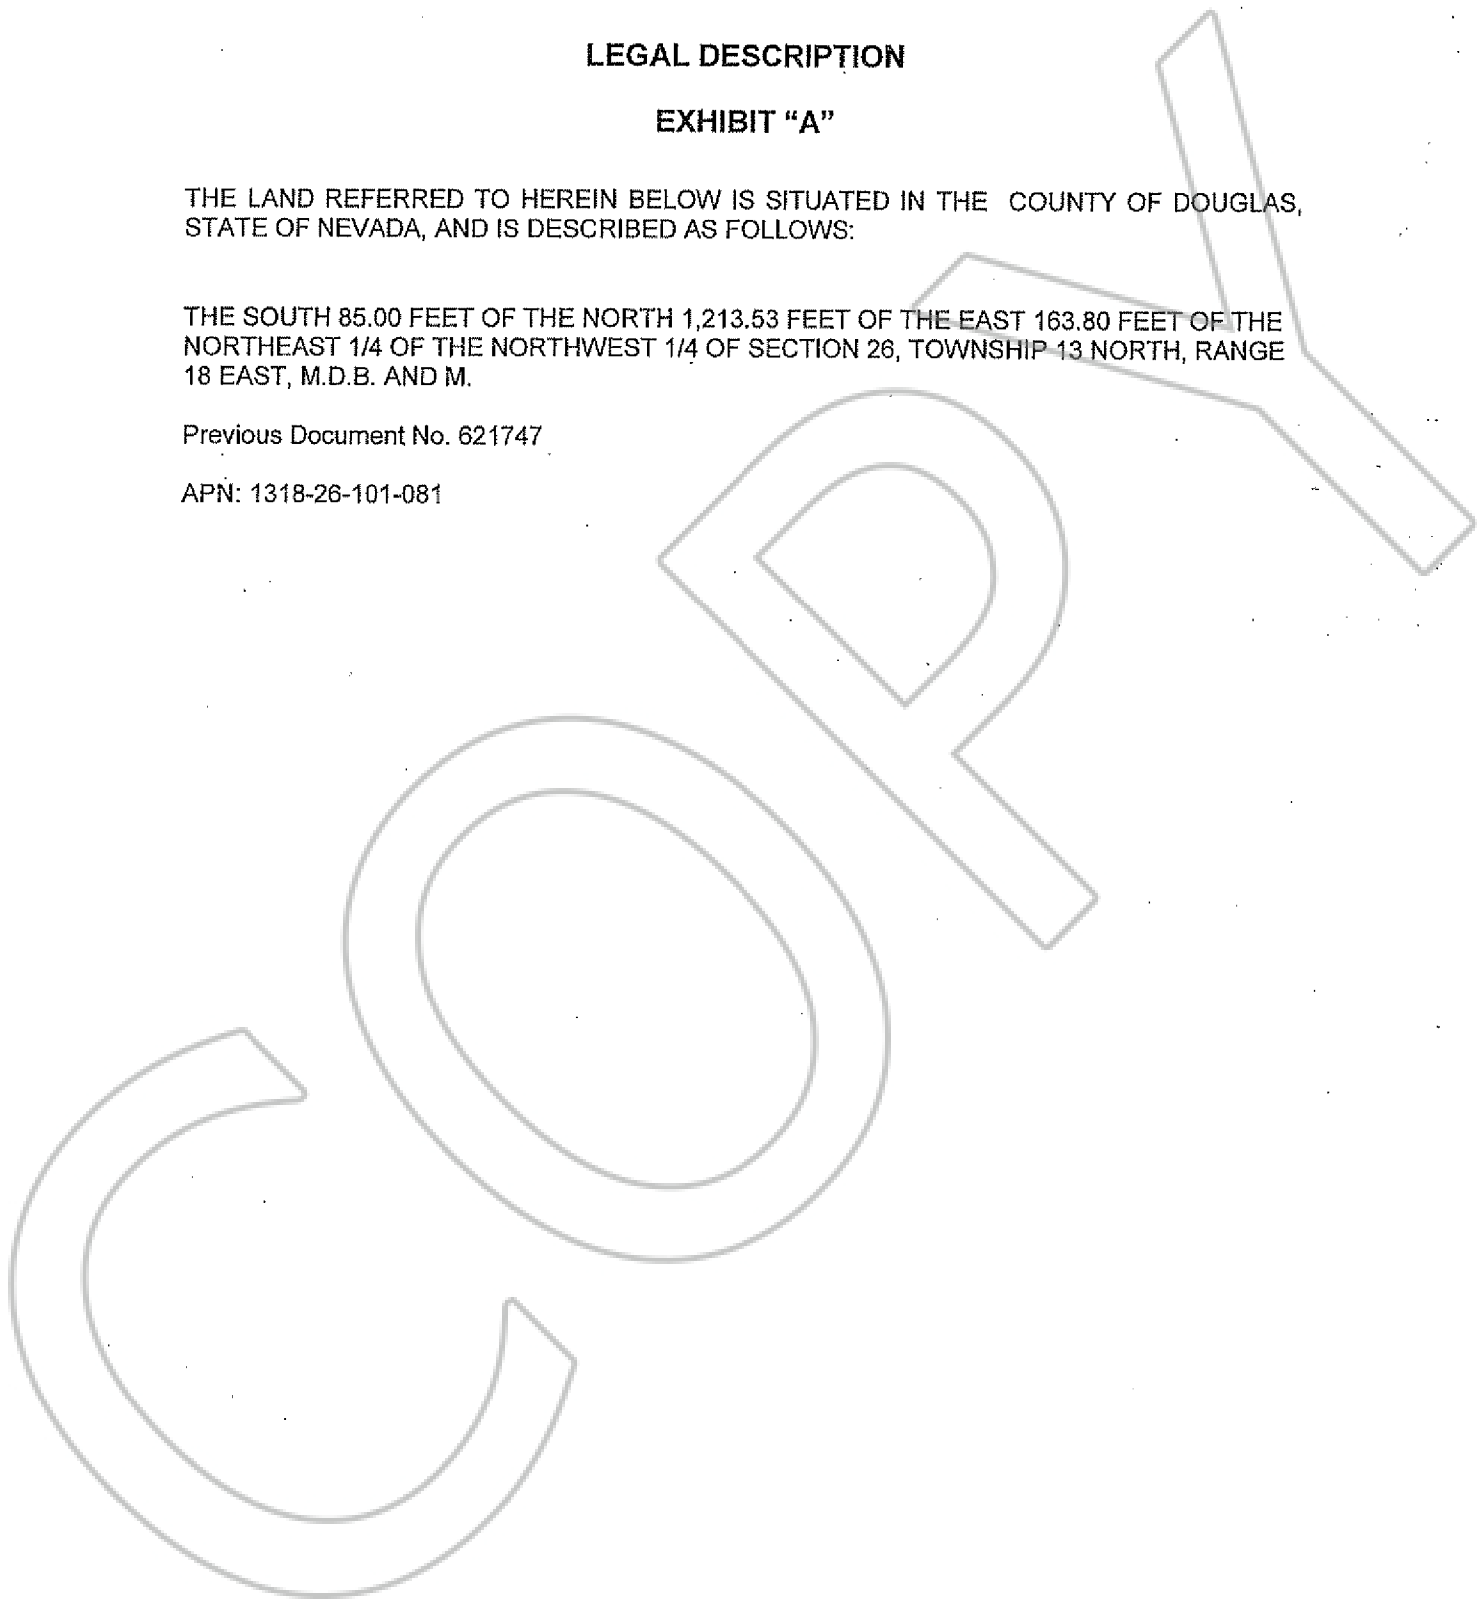 LEGAL DESCRIPTION
EXHIBIT “A”
THE LAND REFERRED TO HEREIN BELOW IS SITUATED IN THE COUNTY OF DOUGLAS,
STATE OF NEVADA, AND IS DESCRIBED AS FOLLOWS:
THE SOUTH 85.00 FEET OF THE NORTH 1,213.53 FEET OF THE EAST 163.80 FEET OF THE
NORTHEAST 1/4 OF THE NORTHWEST 1/4 OF SECTION 26, TOWNSHIP 13 NORTH, RANGE
18 EAST, M.D.B. AND M.
Previous Document No. 621747
APN: 1318-26-101-081
COPY